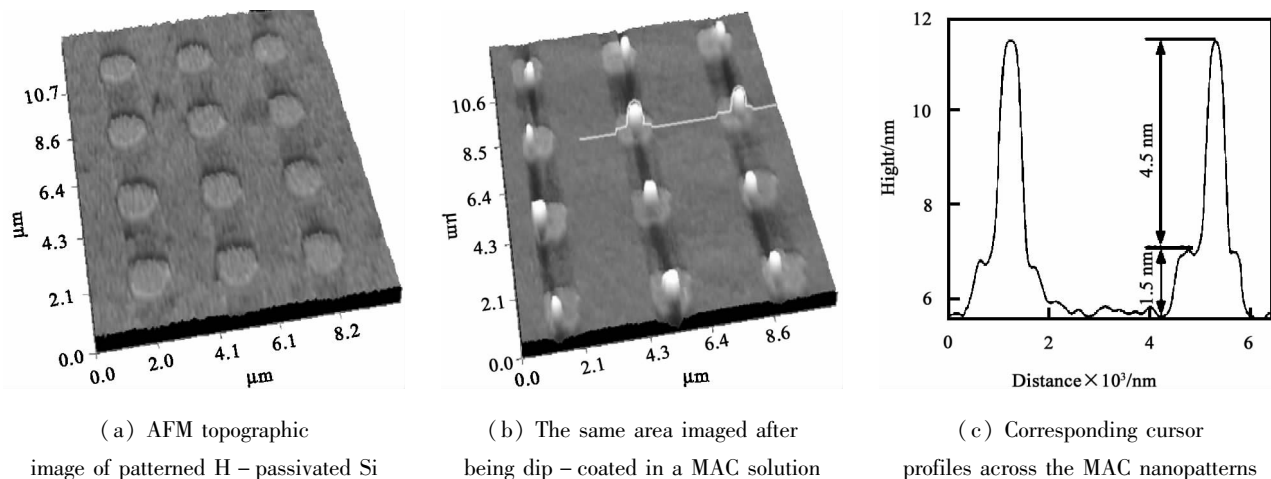 10.7
8.6
6.4
4.3
2.1
0.0
μm
0.0
2.0
4.1
6.1
8.2
μm
10.6
8.5
6.4
4.3
2.1
0.0
μm
0.0
2.1
4.3
6.4
8.6
μm
12
10
8
6
Hight/nm
4.5 nm
1.5 nm
0
2
4
6
Distance×10³/nm
(a) AFM topographic
image of patterned H-passivated Si
(b) The same area imaged after
being dip-coated in a MAC solution
(c) Corresponding cursor
profiles across the MAC nanopatterns